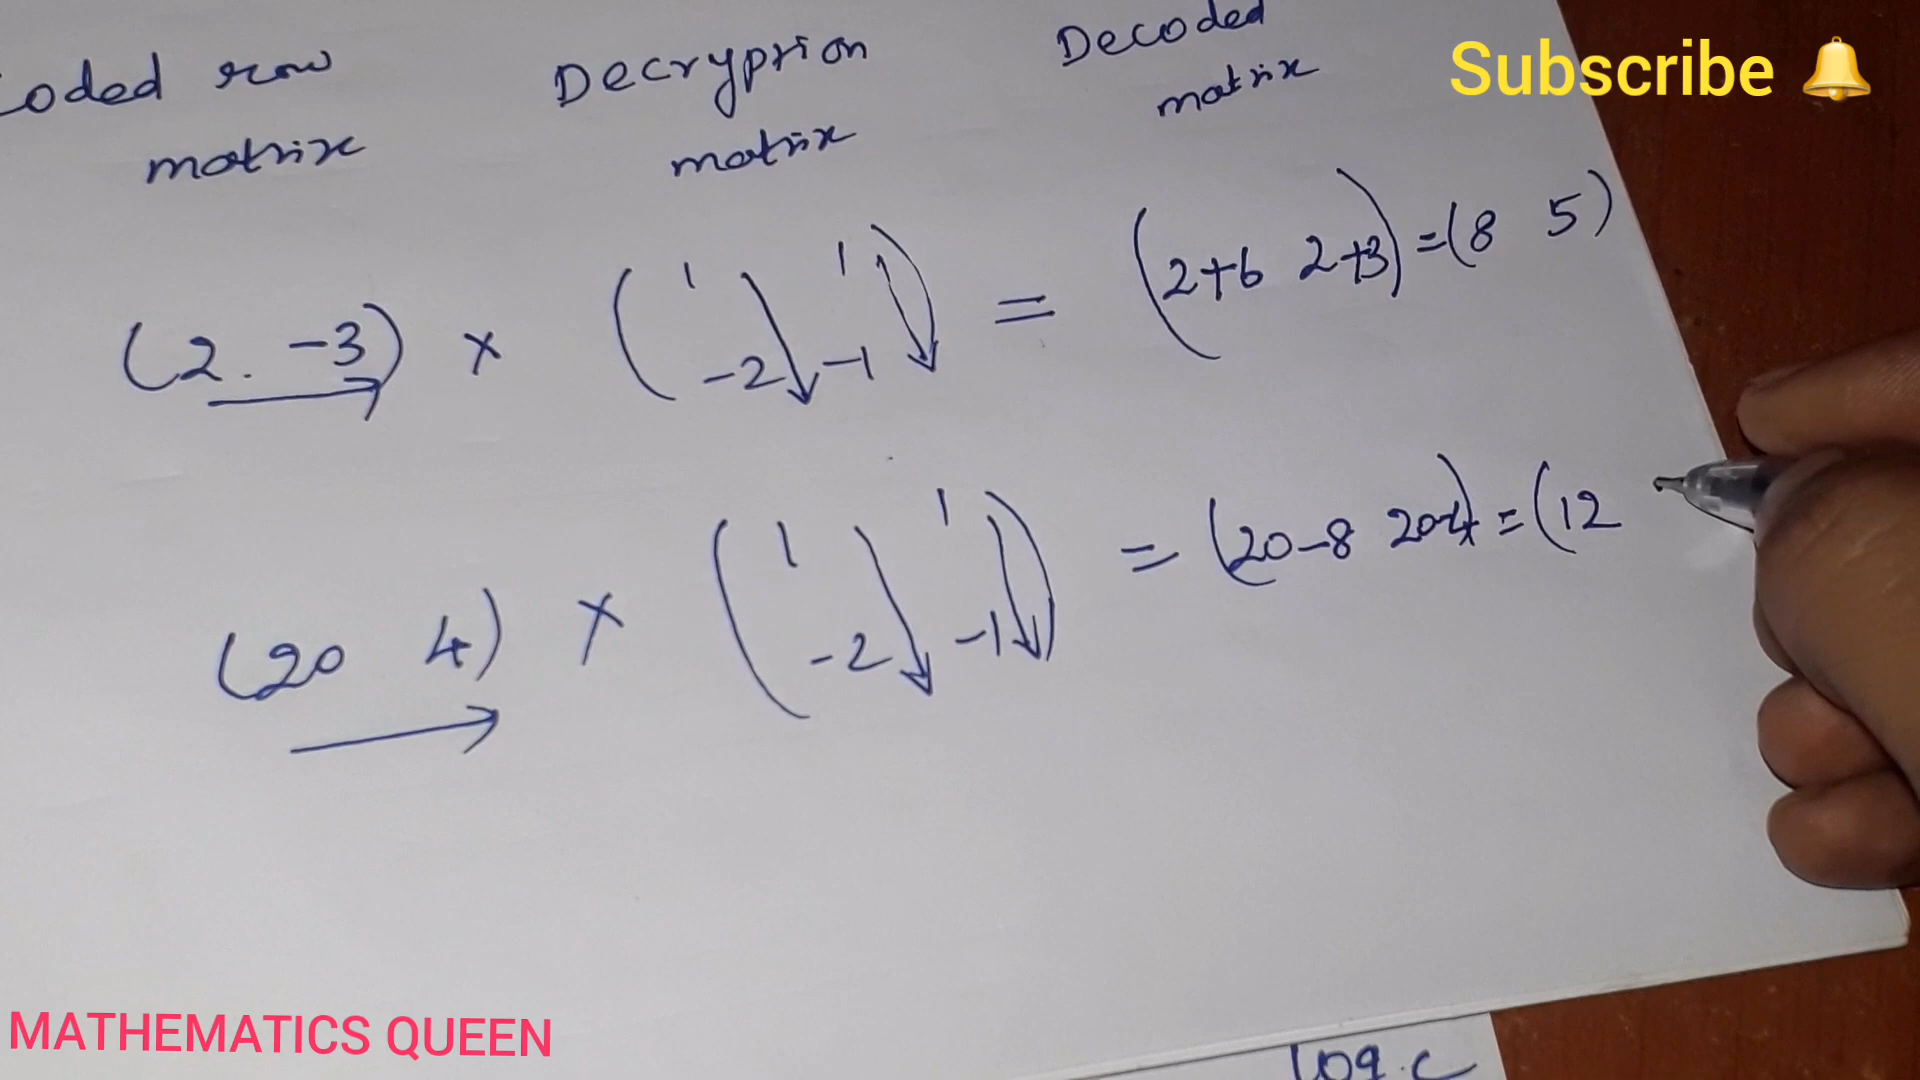 coded row matrix
Decryption matrix
Decoded matrix
Subscribe 🔔
(2. -3) × ( 1 1
-2 -1 ) = (2+6 2+3) = (8 5)
(20 4) × ( 1 1
-2 -1 ) = (20-8 20-4) = (12
MATHEMATICS QUEEN